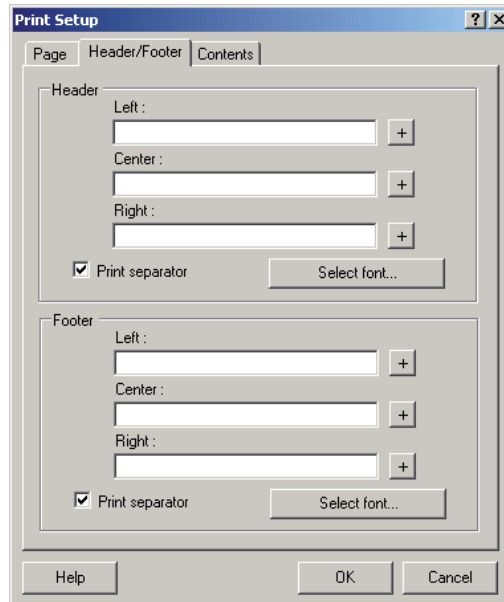 Print Setup
Page Header/Footer Contents
Header
Left :
+
Center :
+
Right :
+
Print separator Select font...
Footer
Left :
+
Center :
+
Right :
+
Print separator Select font...
Help OK Cancel